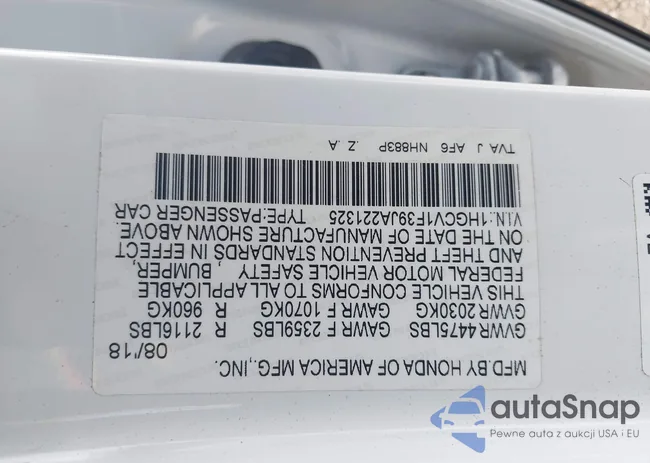 MFD.BY HONDA OF AMERICA MFG.,INC.
08/'18
GVWR 4475LBS GAWR F 2359LBS R 2116LBS
GVWR 2030KG GAWR F 1070KG R 960KG
THIS VEHICLE CONFORMS TO ALL APPLICABLE
FEDERAL MOTOR VEHICLE SAFETY , BUMPER,
AND THEFT PREVENTION STANDARDS IN EFFECT
ON THE DATE OF MANUFACTURE SHOWN ABOVE.
V.I.N:1HGCV1F39JA221325 TYPE:PASSENGER CAR
TVA J AF6 NH883P .Z .A
autaSnap
Pewne auta z aukcji USA i EU